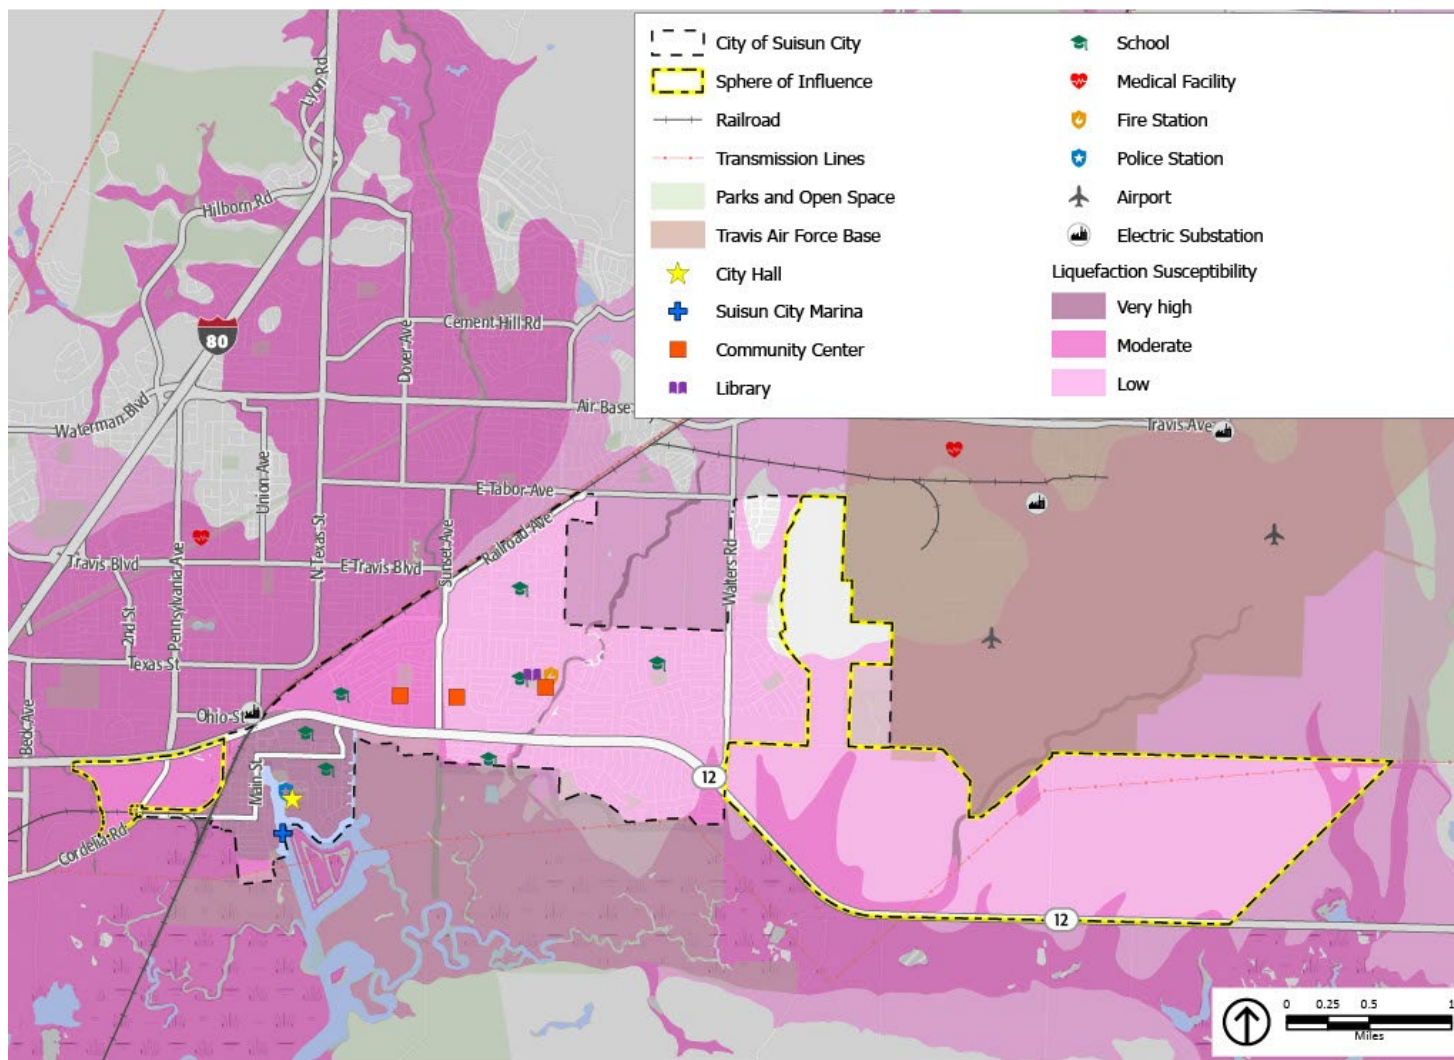 City of Suisun City
Sphere of Influence
Railroad
Transmission Lines
Parks and Open Space
Travis Air Force Base
City Hall
Suisun City Marina
Community Center
Library
School
Medical Facility
Fire Station
Police Station
Airport
Electric Substation
Liquefaction Susceptibility
Very high
Moderate
Low
Lyon Rd
Hilborn Rd
80
Cement Hill Rd
Dover Ave
Waterman Blvd
Air Base
Travis Ave
Union Ave
E Tabor Ave
N Texas St
Sunset Ave
Railroad Ave
Travis Blvd
E Travis Blvd
Walters Rd
Pennsylvania Ave
2nd St
Texas St
Beck Ave
Ohio St
Main St
12
Cordelia Rd
12
0 0.25 0.5 1
Miles